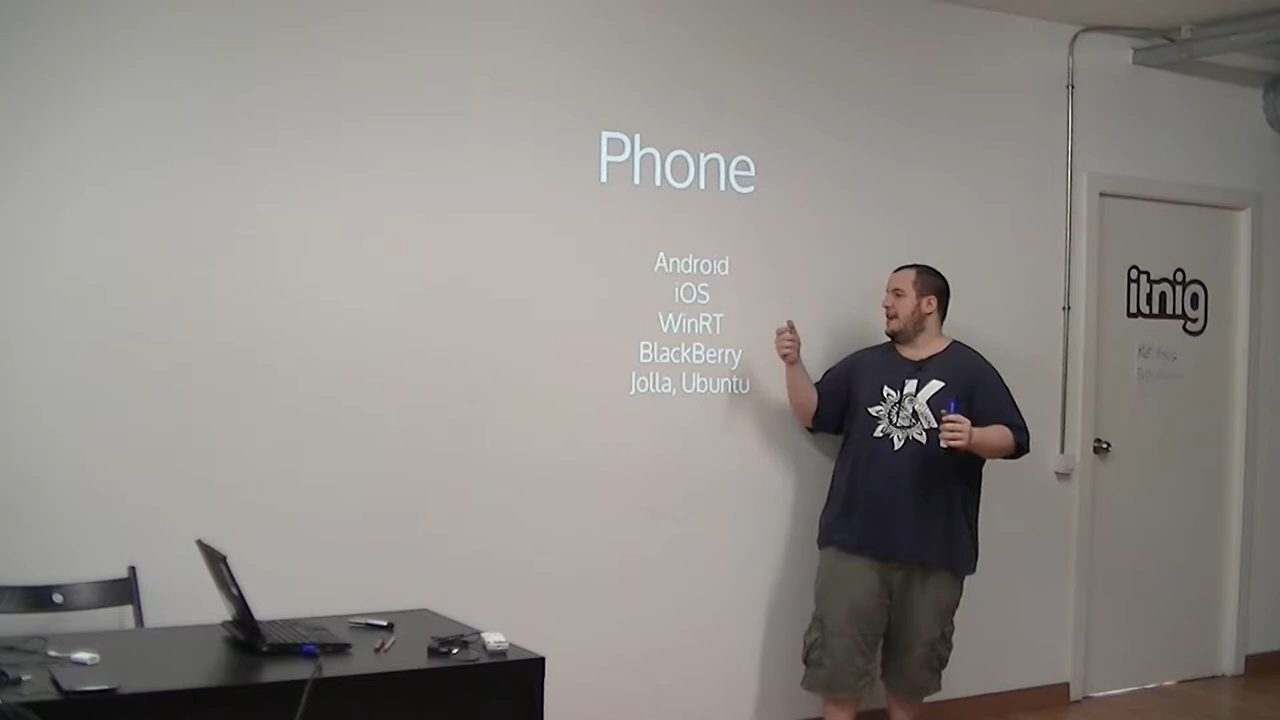 Phone
Android
iOS
WinRT
BlackBerry
Jolla, Ubuntu
K
itnig